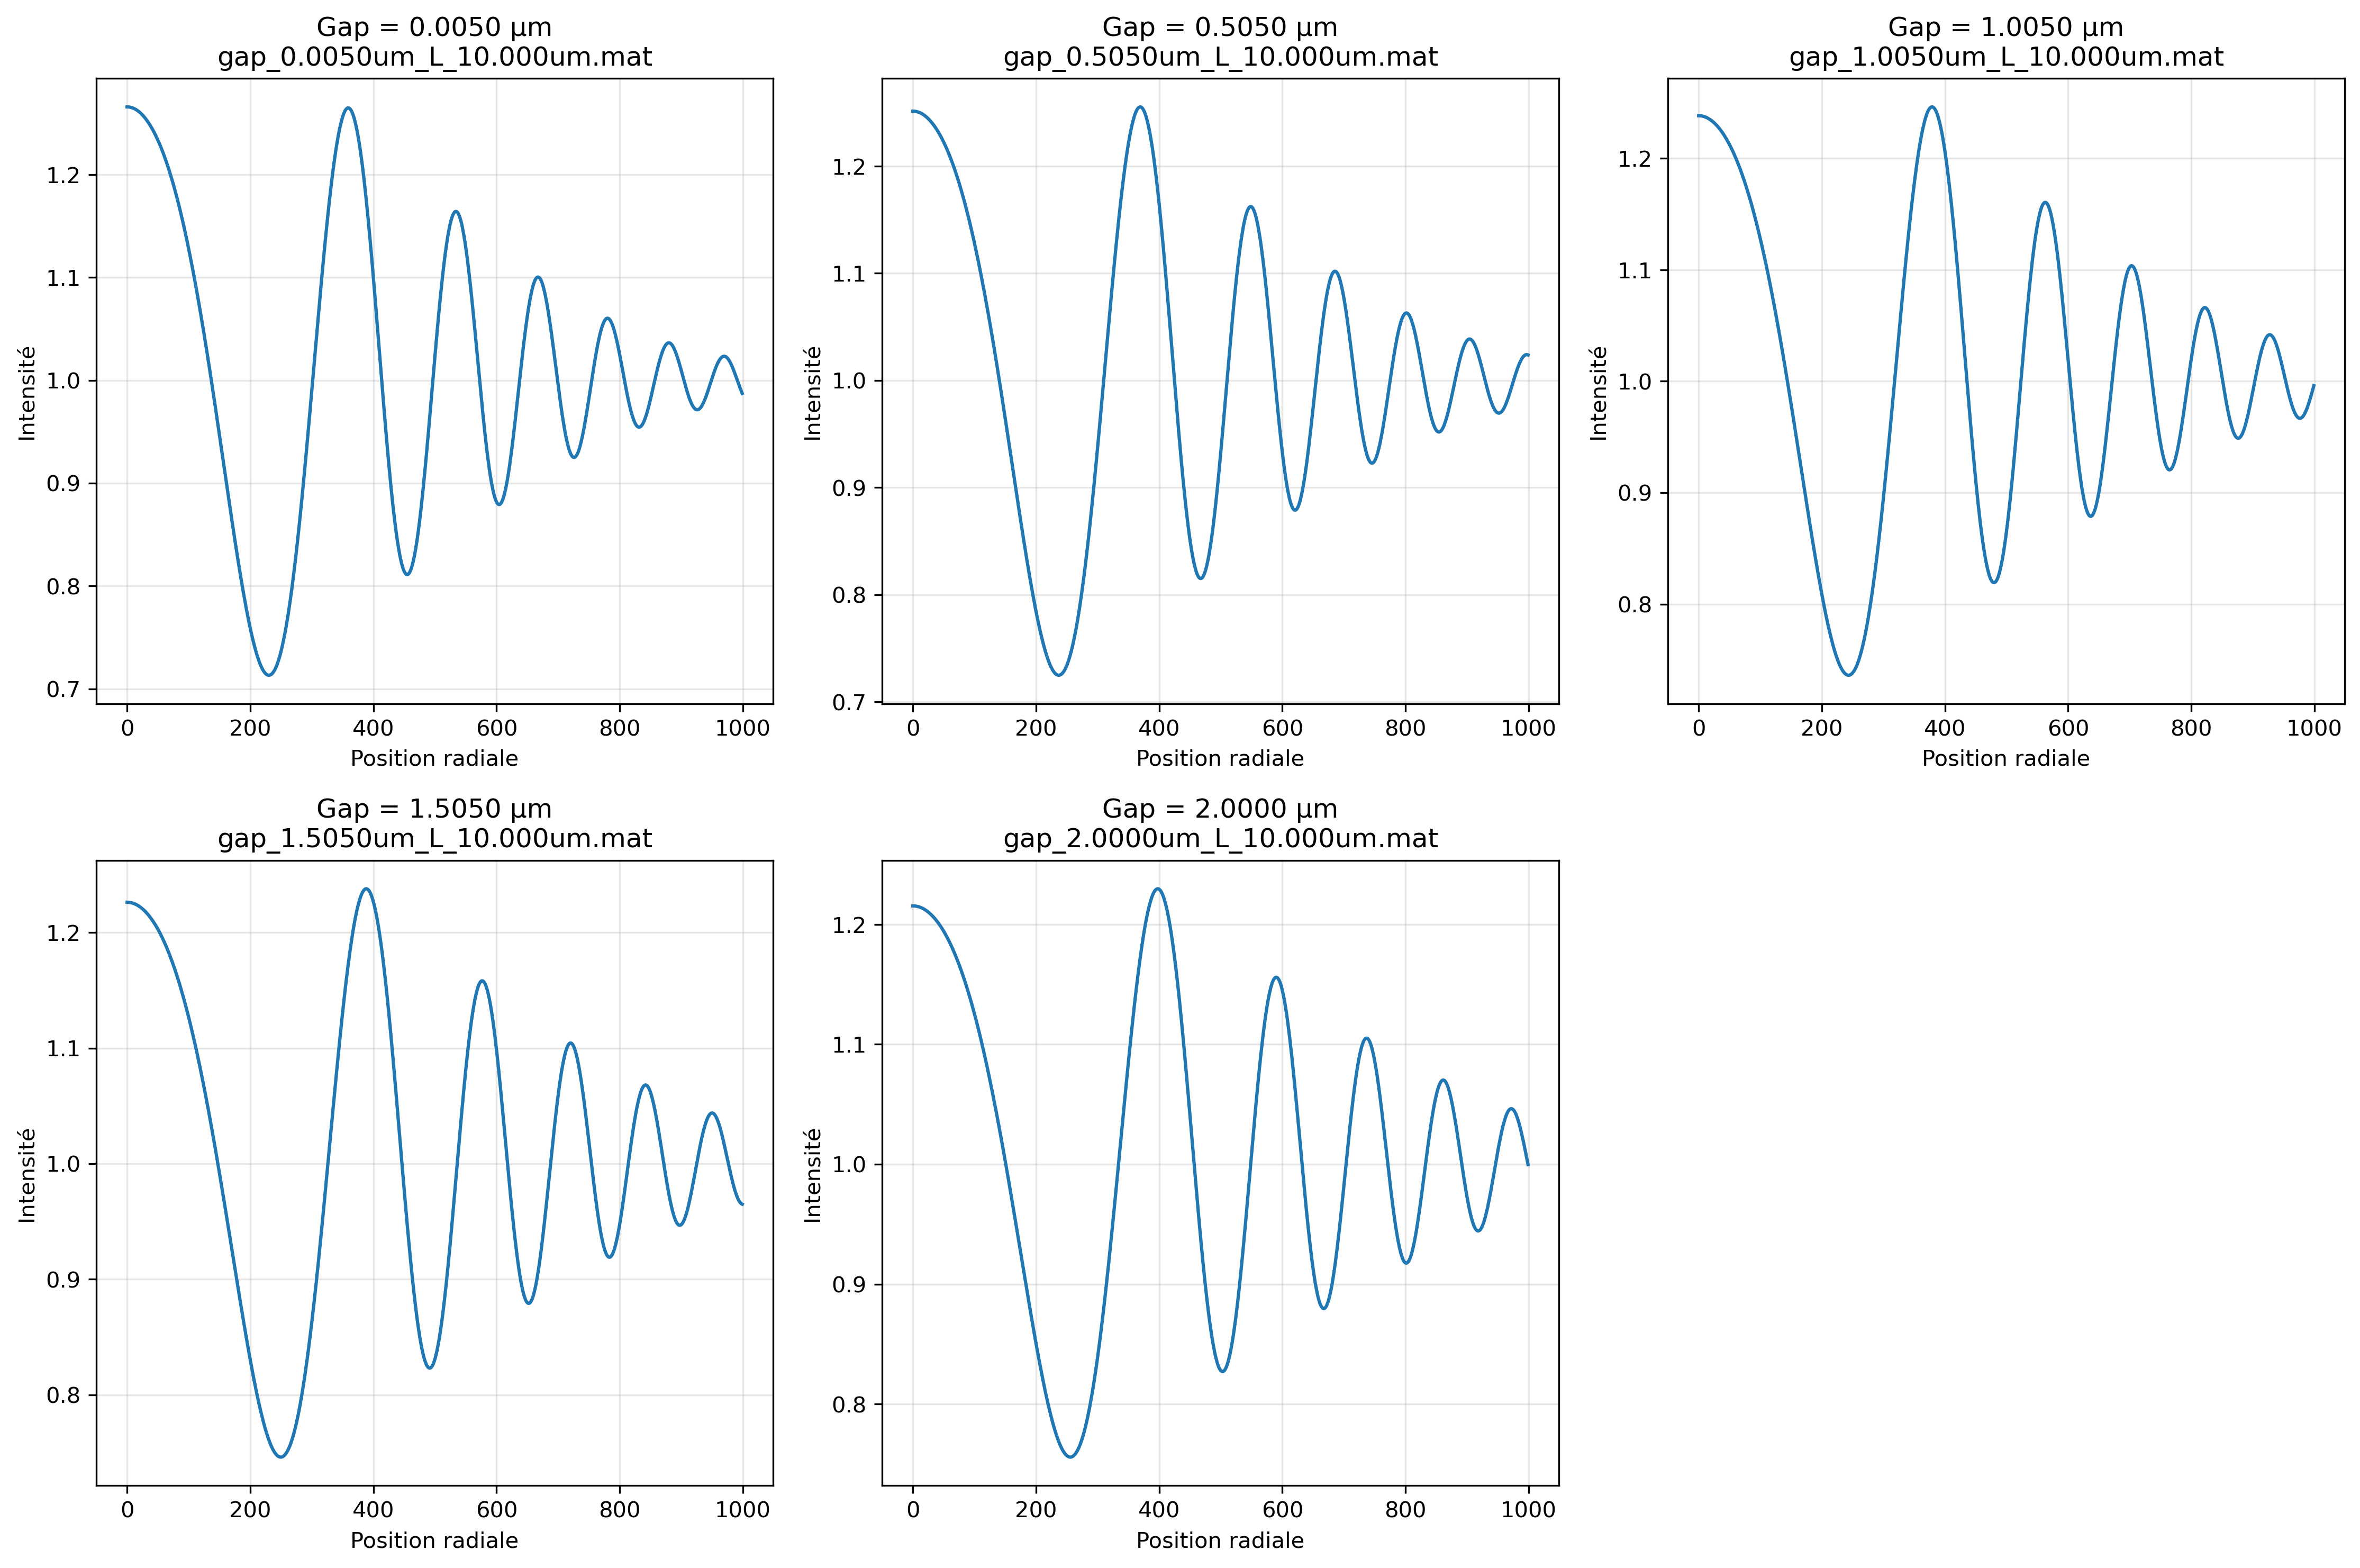 Gap = 0.0050 µm
gap_0.0050um_L_10.000um.mat
Intensité
1.2
1.1
1.0
0.9
0.8
0.7
0 200 400 600 800 1000
Position radiale
Gap = 0.5050 µm
gap_0.5050um_L_10.000um.mat
Intensité
1.2
1.1
1.0
0.9
0.8
0.7
0 200 400 600 800 1000
Position radiale
Gap = 1.0050 µm
gap_1.0050um_L_10.000um.mat
Intensité
1.2
1.1
1.0
0.9
0.8
0 200 400 600 800 1000
Position radiale
Gap = 1.5050 µm
gap_1.5050um_L_10.000um.mat
Intensité
1.2
1.1
1.0
0.9
0.8
0 200 400 600 800 1000
Position radiale
Gap = 2.0000 µm
gap_2.0000um_L_10.000um.mat
Intensité
1.2
1.1
1.0
0.9
0.8
0 200 400 600 800 1000
Position radiale